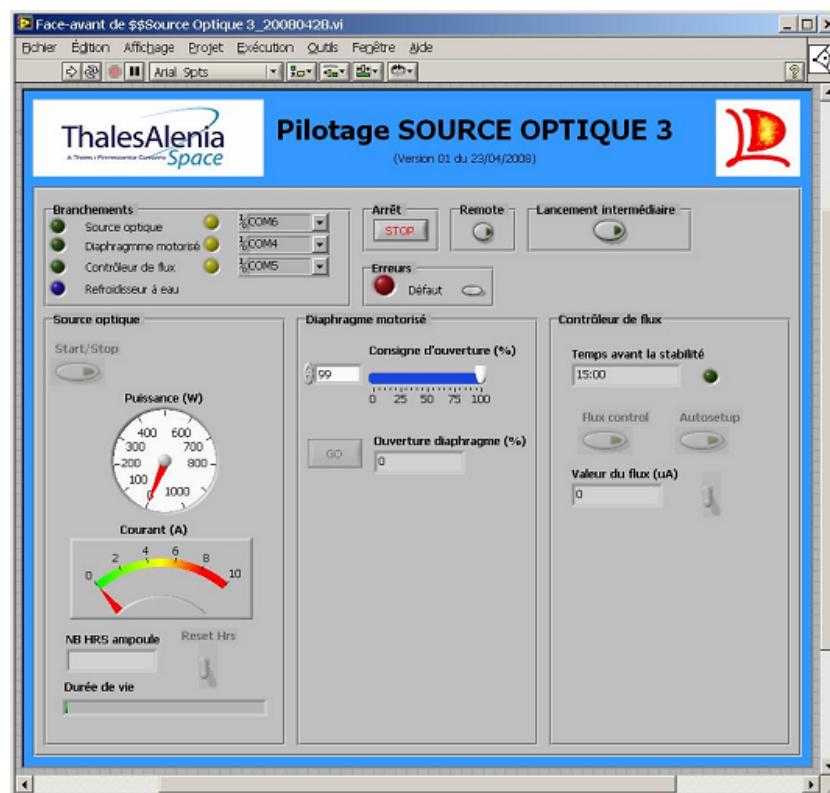 Face-avant de $$Source Optique 3_20080428.vi
Fichier Édition Affichage Projet Exécution Outils Fenêtre Aide
Arial 5pts
ThalesAlenia
Space
Pilotage SOURCE OPTIQUE 3
(Version 01 du 23/04/2008)
Branchements
Source optique
COM6
Diaphragmme motorisé
COM4
Contrôleur de flux
COM5
Refroidisseur à eau
Arrêt
STOP
Remote
Lancement intermédiaire
Erreurs
Défaut
Source optique
Start/Stop
Puissance (W)
0 100 200 300 400 600 700 800 1000
Courant (A)
0 2 4 6 8 10
NB HRS ampoule
Reset Hrs
Durée de vie
Diaphragme motorisé
Consigne d'ouverture (%)
99
0 25 50 75 100
GO
Ouverture diaphragme (%)
0
Contrôleur de flux
Temps avant la stabilité
15:00
Flux control
Autosetup
Valeur du flux (uA)
0